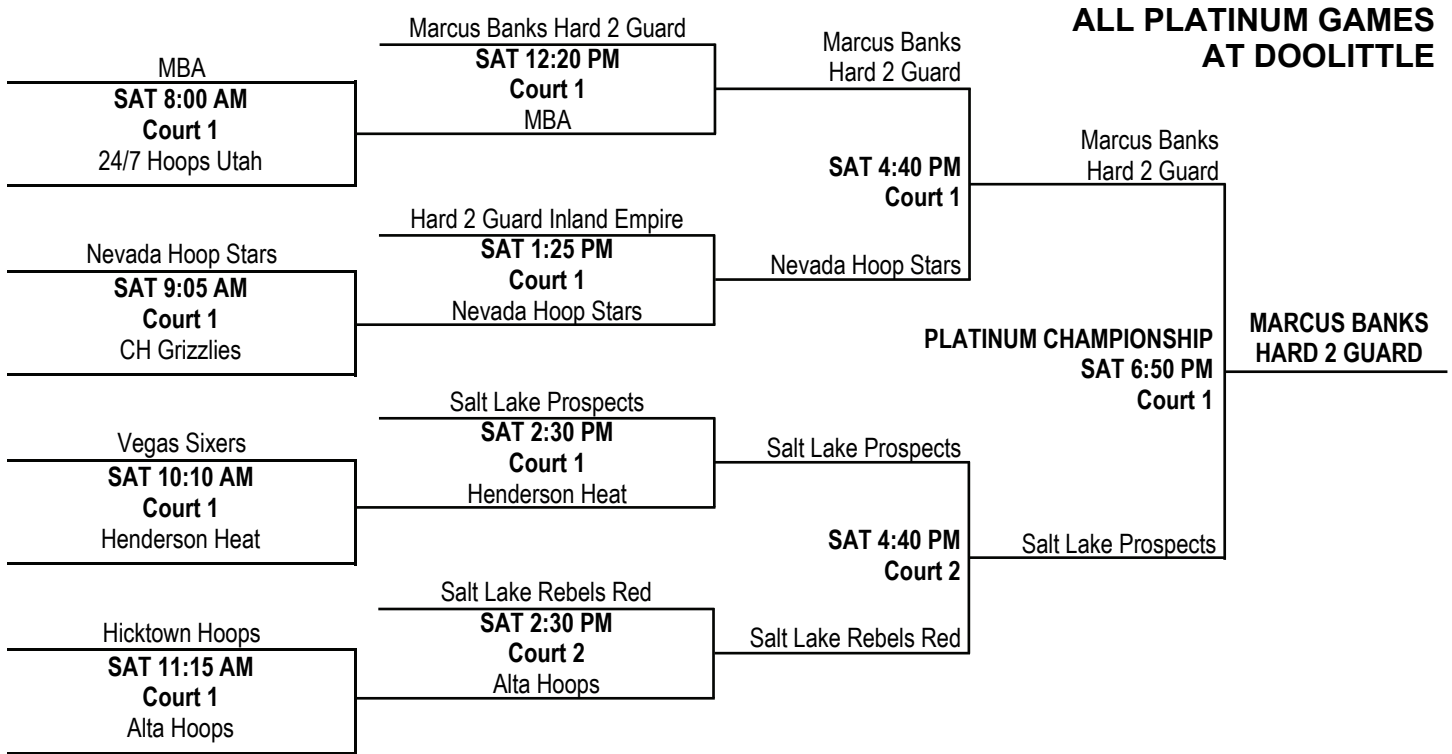 ALL PLATINUM GAMES
AT DOOLITTLE
MBA
SAT 8:00 AM
Court 1
24/7 Hoops Utah
Nevada Hoop Stars
SAT 9:05 AM
Court 1
CH Grizzlies
Vegas Sixers
SAT 10:10 AM
Court 1
Henderson Heat
Hicktown Hoops
SAT 11:15 AM
Court 1
Alta Hoops
Marcus Banks Hard 2 Guard
SAT 12:20 PM
Court 1
MBA
Hard 2 Guard Inland Empire
SAT 1:25 PM
Court 1
Nevada Hoop Stars
Salt Lake Prospects
SAT 2:30 PM
Court 1
Henderson Heat
Salt Lake Rebels Red
SAT 2:30 PM
Court 2
Alta Hoops
Marcus Banks
Hard 2 Guard
SAT 4:40 PM
Court 1
Nevada Hoop Stars
Salt Lake Prospects
SAT 4:40 PM
Court 2
Salt Lake Rebels Red
Marcus Banks
Hard 2 Guard
PLATINUM CHAMPIONSHIP
SAT 6:50 PM
Court 1
Salt Lake Prospects
MARCUS BANKS
HARD 2 GUARD